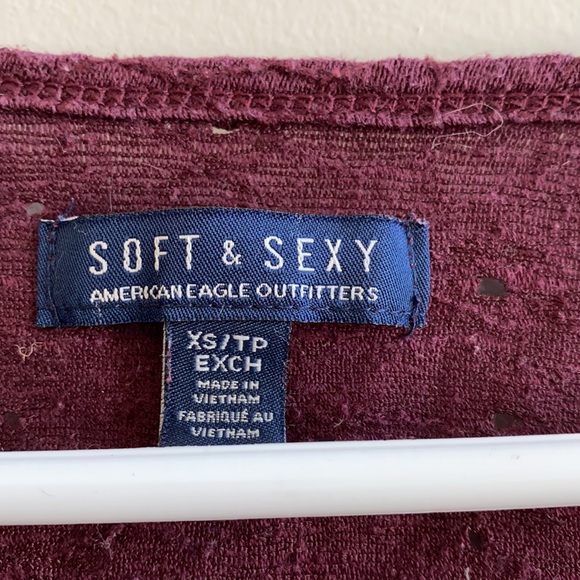 SOFT & SEXY
AMERICAN EAGLE OUTFITTERS
XS/TP
EXCH
MADE IN
VIETNAM
FABRIQUÉ AU
VIETNAM